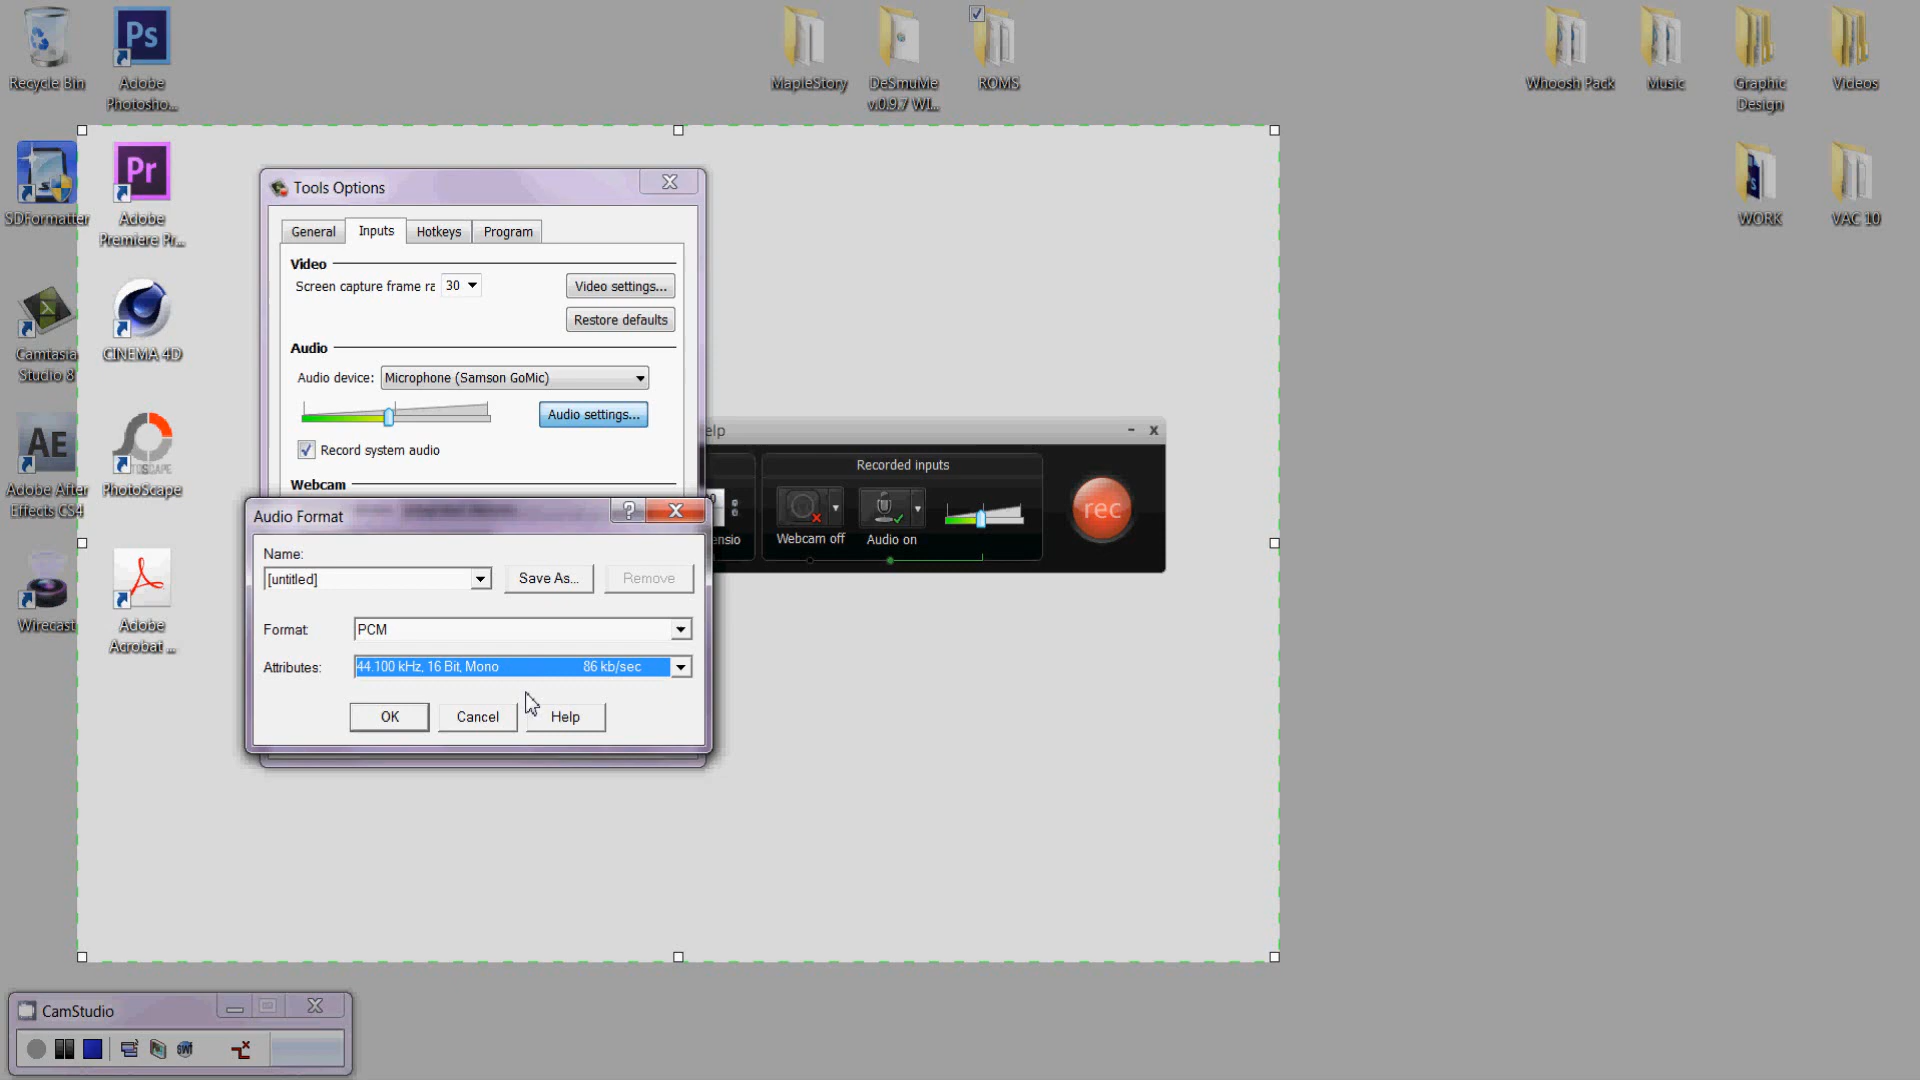 Recycle Bin
Ps
Adobe
Photosho...
MapleStory
DeSmuMe
v.0.9.7 WI...
ROMS
Whoosh Pack
Music
Graphic
Design
Videos
SDFormatter
Pr
Adobe
Premiere Pr...
WORK
VAC 10
Camtasia
Studio 8
CINEMA 4D
AE
Adobe After
Effects CS4
PhotoScape
Wirecast
Adobe
Acrobat ...
Tools Options
General
Inputs
Hotkeys
Program
Video
Screen capture frame ra
30
Video settings...
Restore defaults
Audio
Audio device:
Microphone (Samson GoMic)
Audio settings...
Record system audio
Webcam
elp
Recorded inputs
ensio
Webcam off
Audio on
rec
Audio Format
?
Name:
[untitled]
Save As...
Remove
Format:
PCM
Attributes:
44.100 kHz, 16 Bit, Mono 86 kb/sec
OK
Cancel
Help
CamStudio